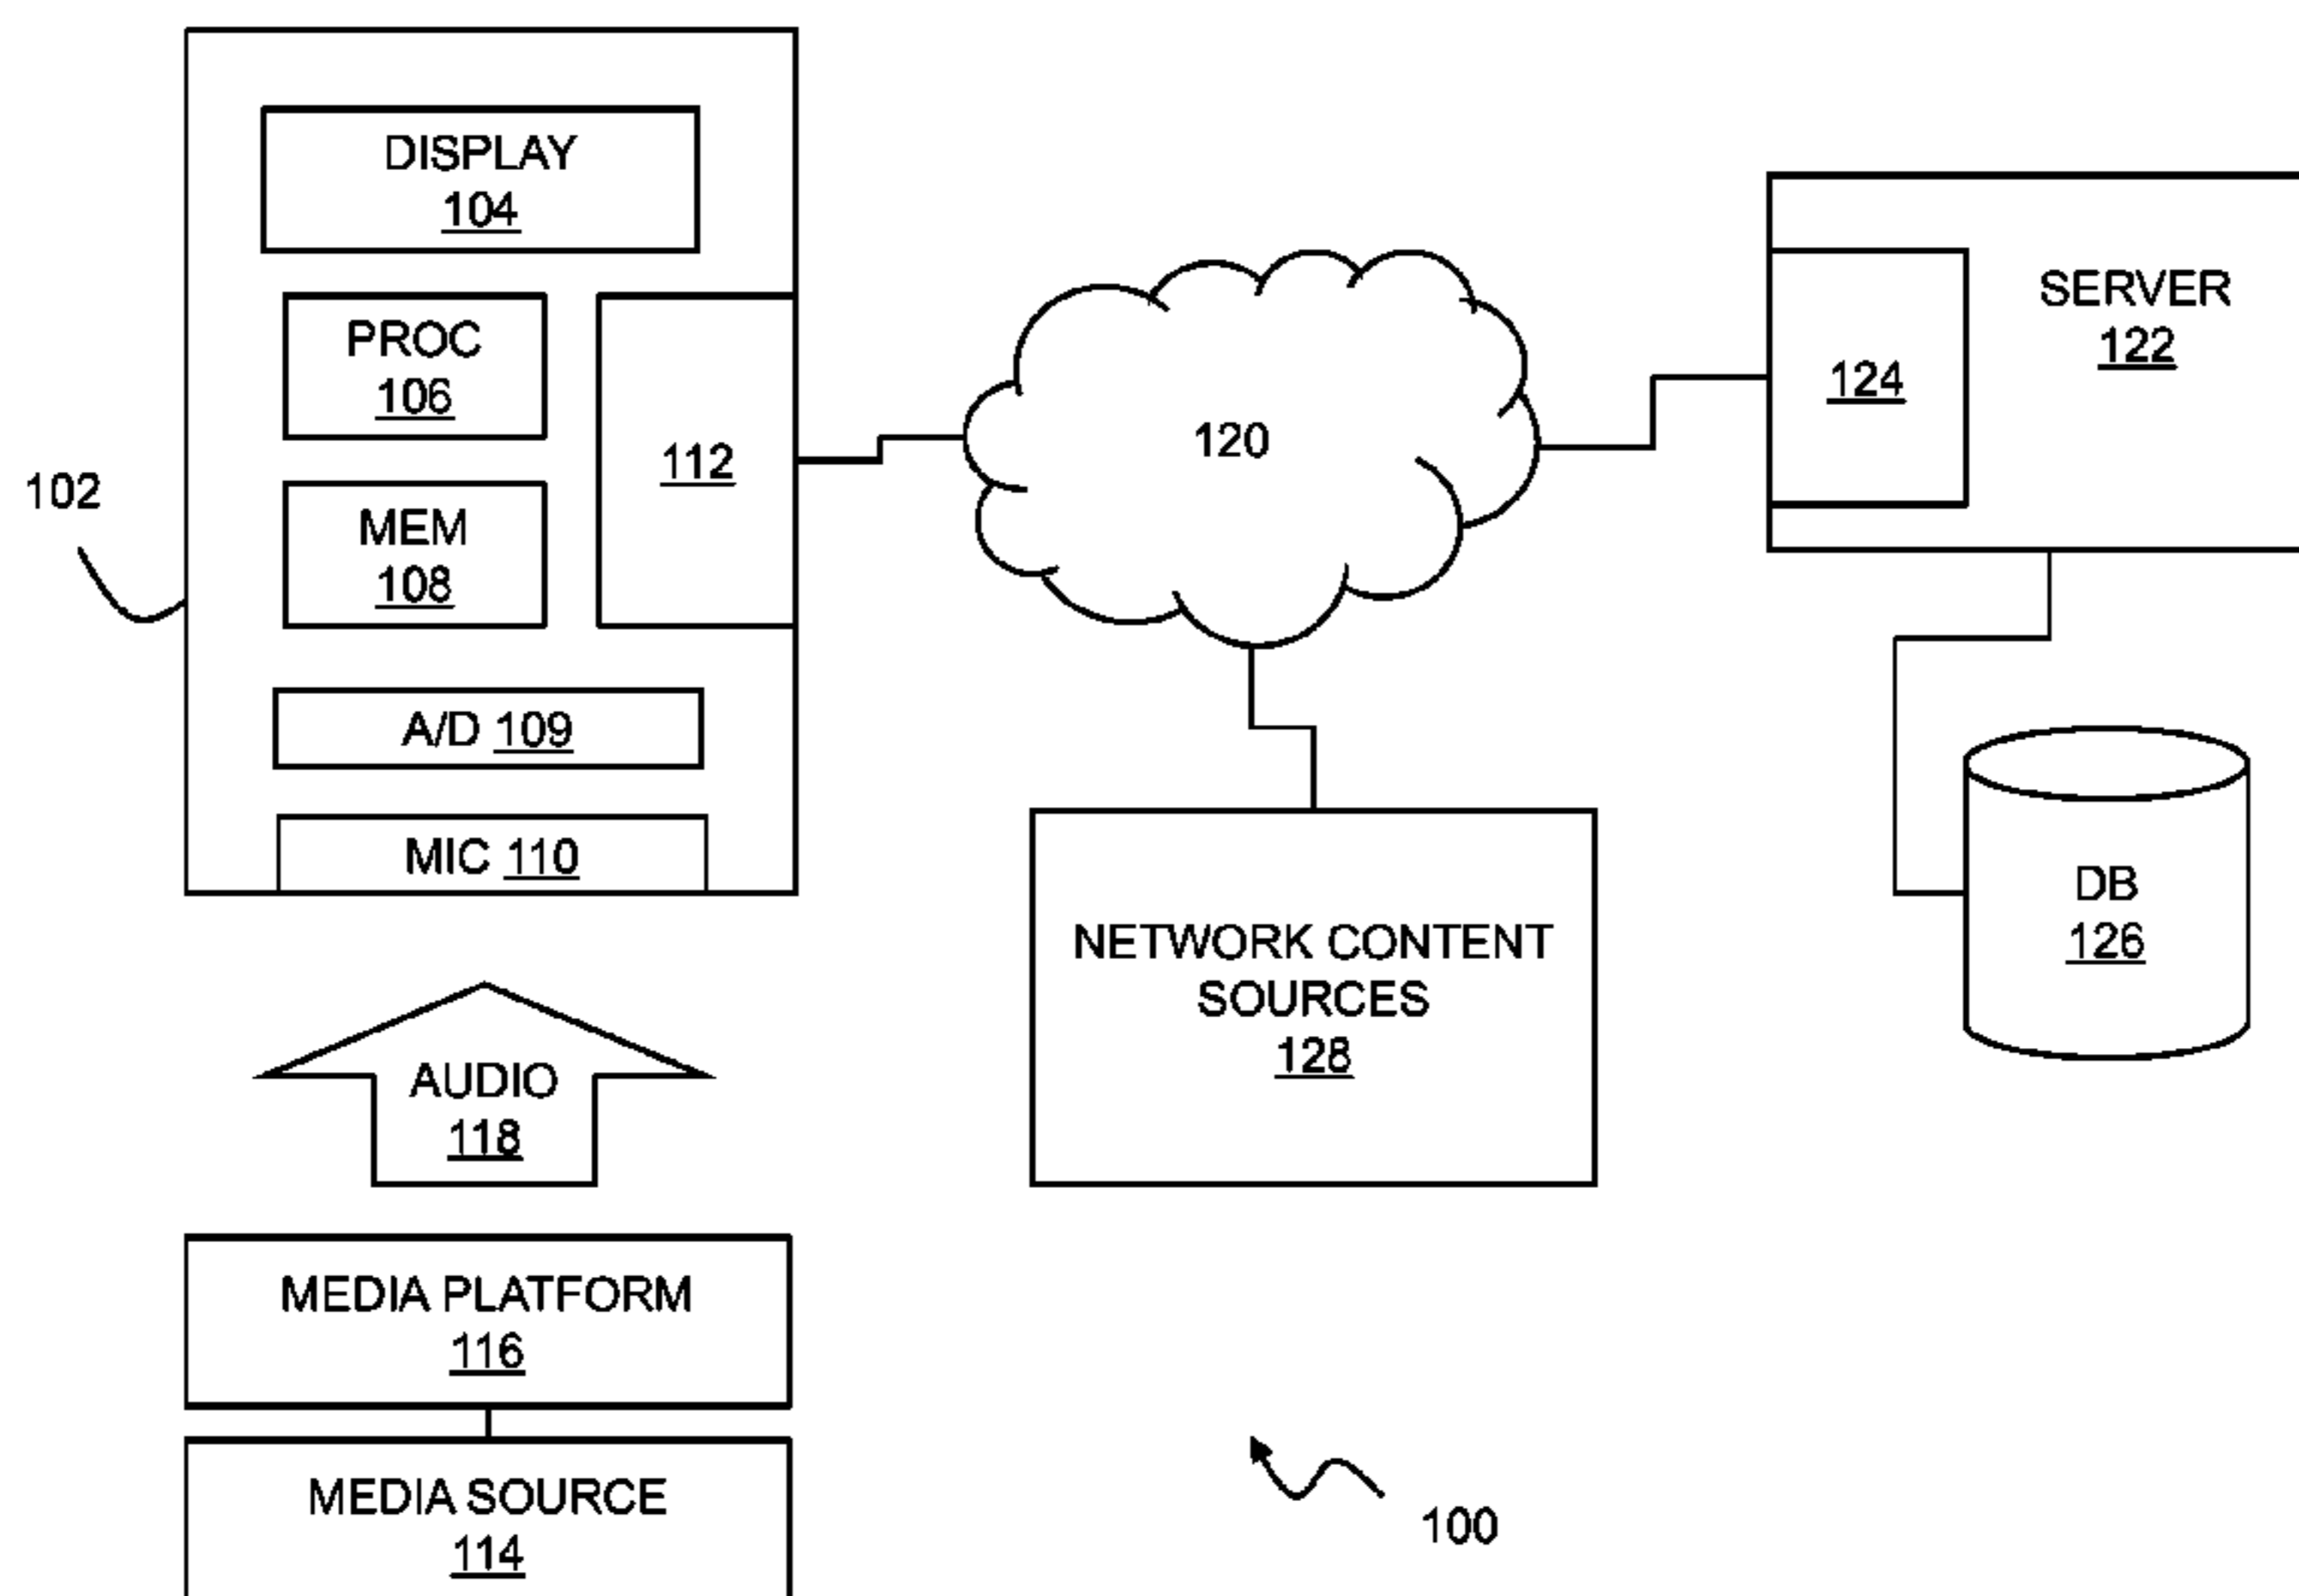 DISPLAY
104
PROC
106
MEM
108
112
102
A/D 109
MIC 110
AUDIO
118
MEDIA PLATFORM
116
MEDIA SOURCE
114
120
NETWORK CONTENT
SOURCES
128
SERVER
122
124
DB
126
100